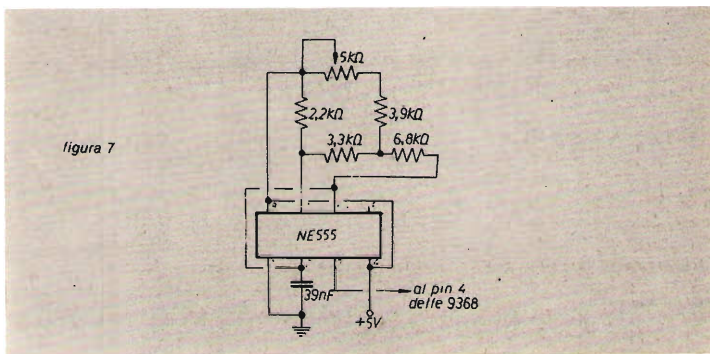 5kΩ
2,2kΩ
3,9kΩ
figura 7
3,3kΩ
6.8kΩ
NE555
39nF
al pin 4
delle 9368
+5V